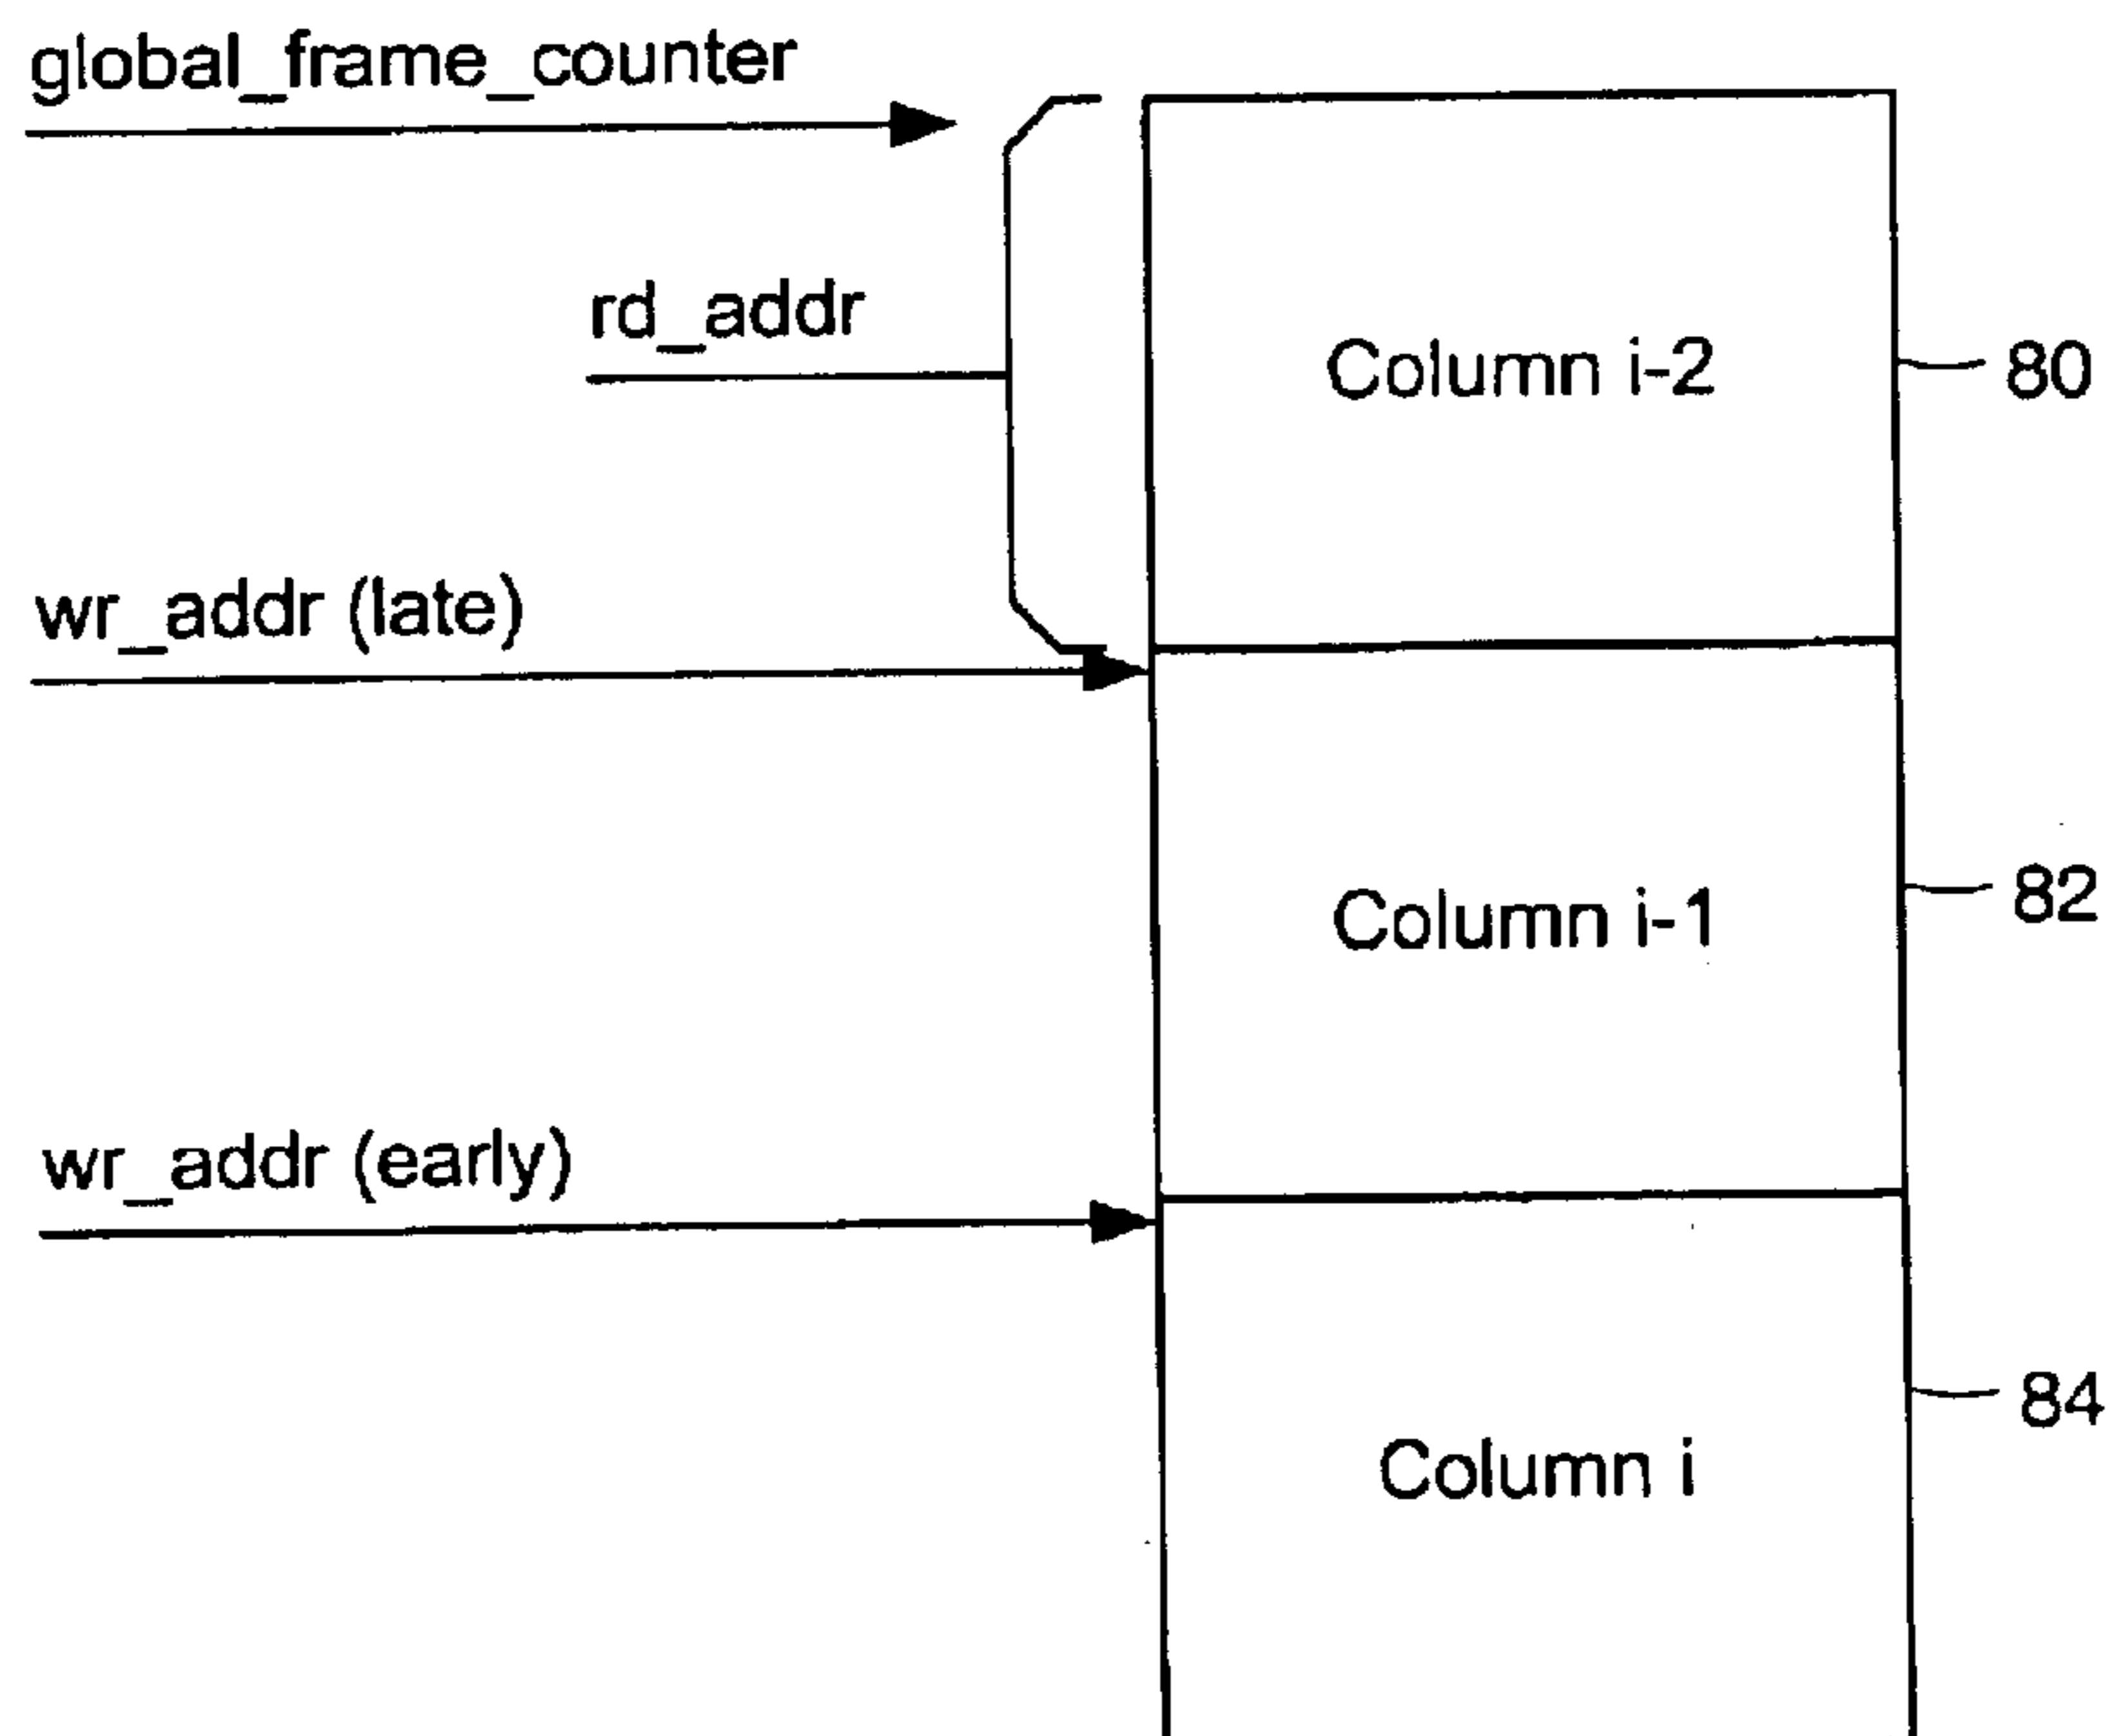 global_frame_counter
rd_addr
Column i-2
80
wr_addr (late)
Column i-1
82
wr_addr (early)
84
Column i